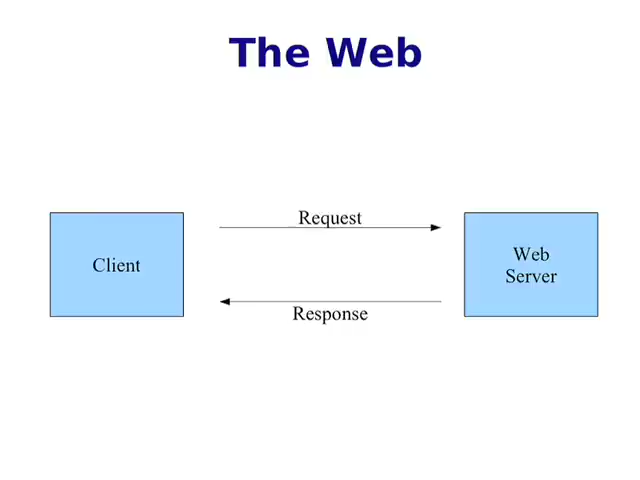 The Web
Request
Client
Web
Server
Response